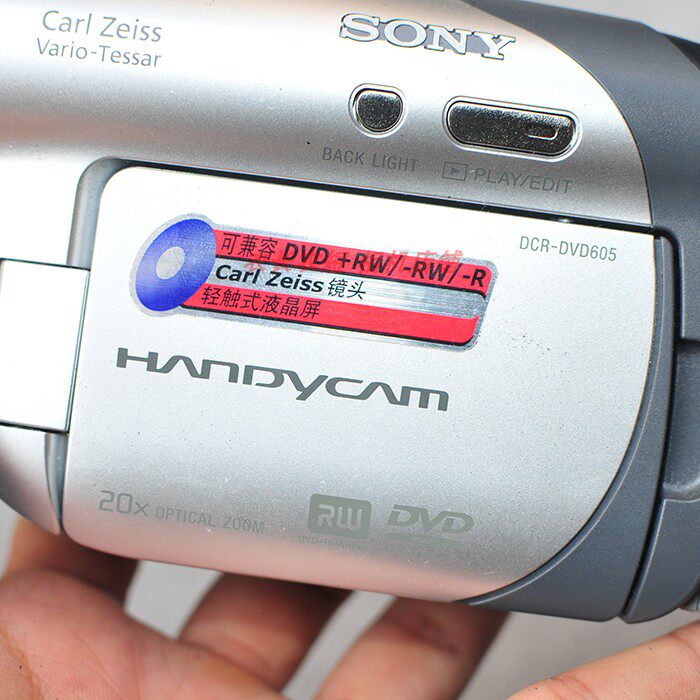 Carl Zeiss
Vario-Tessar
SONY
BACK LIGHT
PLAY/EDIT
DCR-DVD605
可兼容 DVD +RW/-RW/-R
Carl Zeiss 镜头
轻触式液晶屏
HANDYCAM
20x OPTICAL ZOOM
RW
DVD